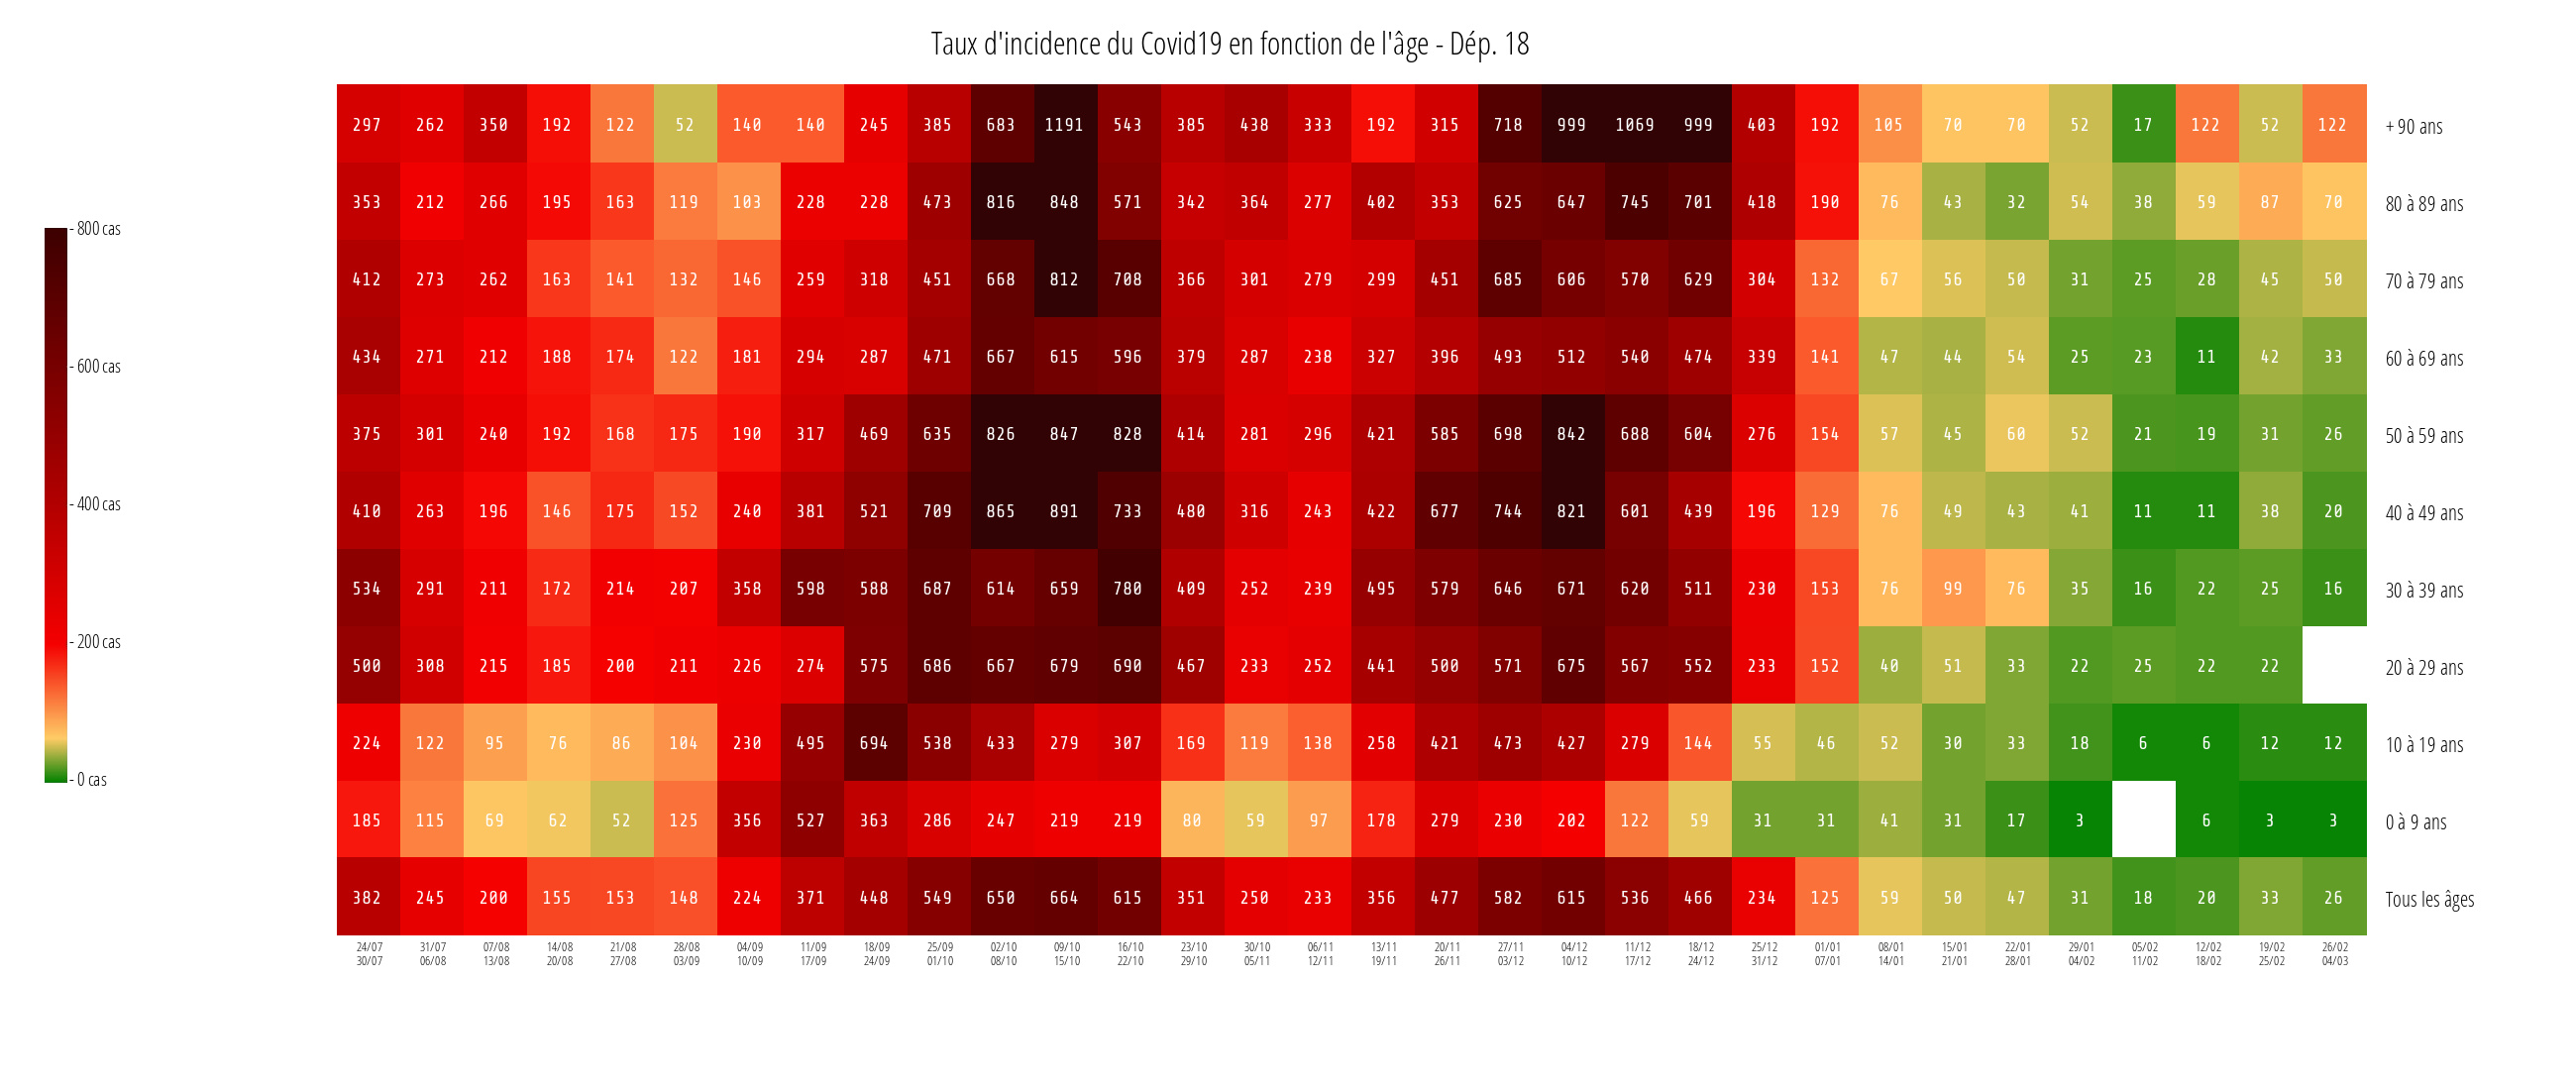 Taux d'incidence du Covid19 en fonction de l'âge - Dép. 18
- 800 cas
- 600 cas
- 400 cas
- 200 cas
- 0 cas
297 262 350 192 122 52 140 140 245 385 683 1191 543 385 438 333 192 315 718 999 1069 999 403 192 105 70 70 52 17 122 52 122 + 90 ans
353 212 266 195 163 119 103 228 228 473 816 848 571 342 364 277 402 353 625 647 745 701 418 190 76 43 32 54 38 59 87 70 80 à 89 ans
412 273 262 163 141 132 146 259 318 451 668 812 708 366 301 279 299 451 685 606 570 629 304 132 67 56 50 31 25 28 45 50 70 à 79 ans
434 271 212 188 174 122 181 294 287 471 667 615 596 379 287 238 327 396 493 512 540 474 339 141 47 44 54 25 23 11 42 33 60 à 69 ans
375 301 240 192 168 175 190 317 469 635 826 847 828 414 281 296 421 585 698 842 688 604 276 154 57 45 60 52 21 19 31 26 50 à 59 ans
410 263 196 146 175 152 240 381 521 709 865 891 733 480 316 243 422 677 744 821 601 439 196 129 76 49 43 41 11 11 38 20 40 à 49 ans
534 291 211 172 214 207 358 598 588 687 614 659 780 409 252 239 495 579 646 671 620 511 230 153 76 99 76 35 16 22 25 16 30 à 39 ans
500 308 215 185 200 211 226 274 575 686 667 679 690 467 233 252 441 500 571 675 567 552 233 152 40 51 33 22 25 22 22 20 à 29 ans
224 122 95 76 86 104 230 495 694 538 433 279 307 169 119 138 258 421 473 427 279 144 55 46 52 30 33 18 6 6 12 12 10 à 19 ans
185 115 69 62 52 125 356 527 363 286 247 219 219 80 59 97 178 279 230 202 122 59 31 31 41 31 17 3 6 3 3 0 à 9 ans
382 245 200 155 153 148 224 371 448 549 650 664 615 351 250 233 356 477 582 615 536 466 234 125 59 50 47 31 18 20 33 26 Tous les âges
24/07 31/07 07/08 14/08 21/08 28/08 04/09 11/09 18/09 25/09 02/10 09/10 16/10 23/10 30/10 06/11 13/11 20/11 27/11 04/12 11/12 18/12 25/12 01/01 08/01 15/01 22/01 29/01 05/02 12/02 19/02 26/02
30/07 06/08 13/08 20/08 27/08 03/09 10/09 17/09 24/09 01/10 08/10 15/10 22/10 29/10 05/11 12/11 19/11 26/11 03/12 10/12 17/12 24/12 31/12 07/01 14/01 21/01 28/01 04/02 11/02 18/02 25/02 04/03